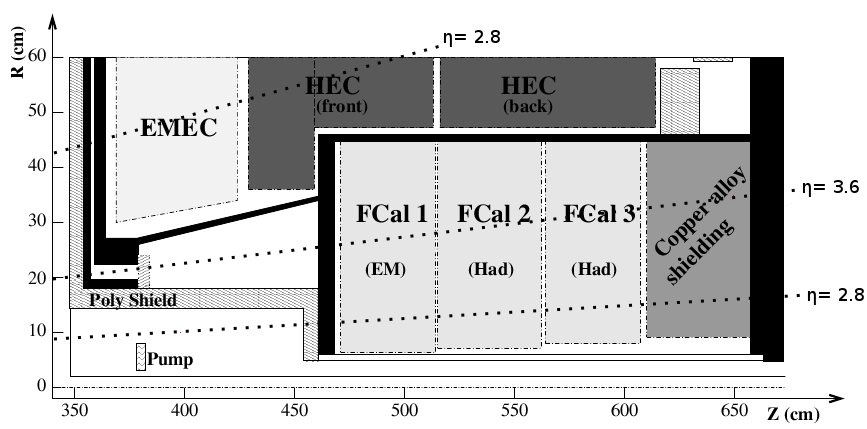 R (cm)
60
50
40
30
20
10
0
η= 2.8
EMEC
HEC
(front)
HEC
(back)
η= 3.6
FCal 1
(EM)
FCal 2
(Had)
FCal 3
(Had)
Copper alloy
shielding
η= 2.8
Poly Shield
Pump
350
400
450
500
550
600
650
Z (cm)